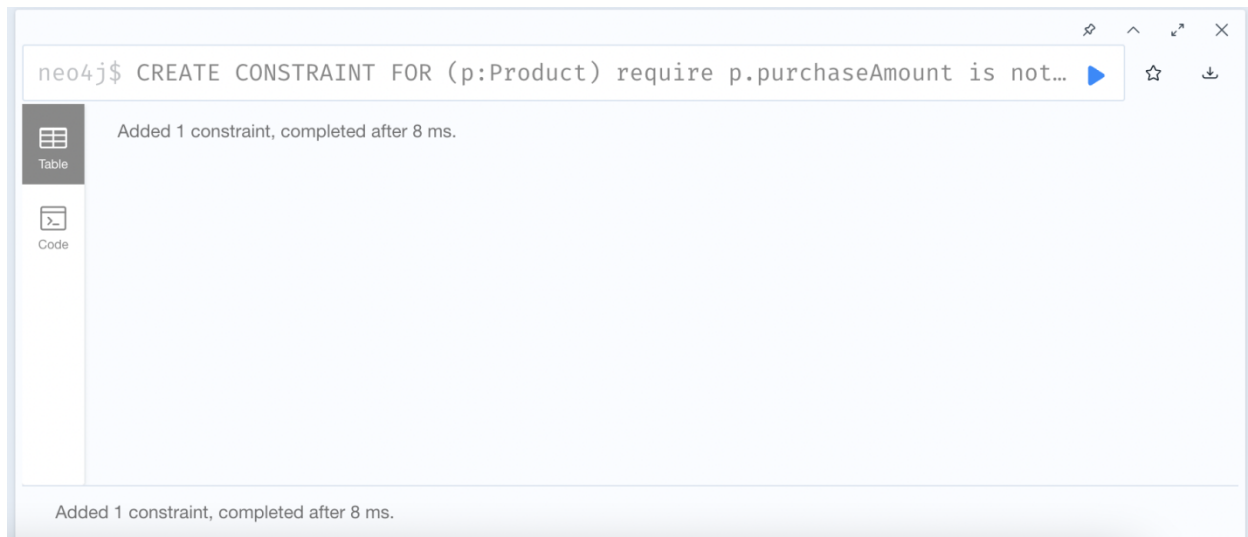 neo4j$ CREATE CONSTRAINT FOR (p:Product) require p.purchaseAmount is not…
Added 1 constraint, completed after 8 ms.
Table
Code
Added 1 constraint, completed after 8 ms.